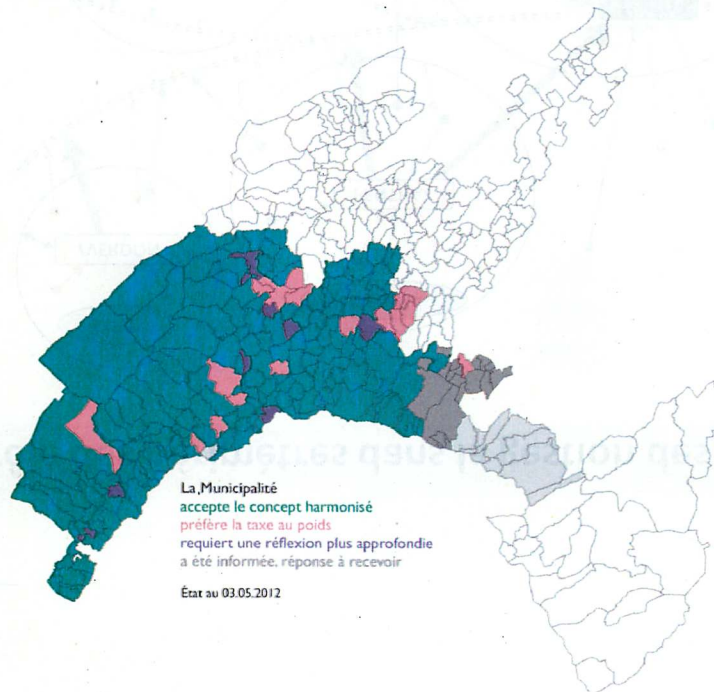 La Municipalité
accepte le concept harmonisé
préfère la taxe au poids
requiert une réflexion plus approfondie
a été informée, réponse à recevoir
État au 03.05.2012